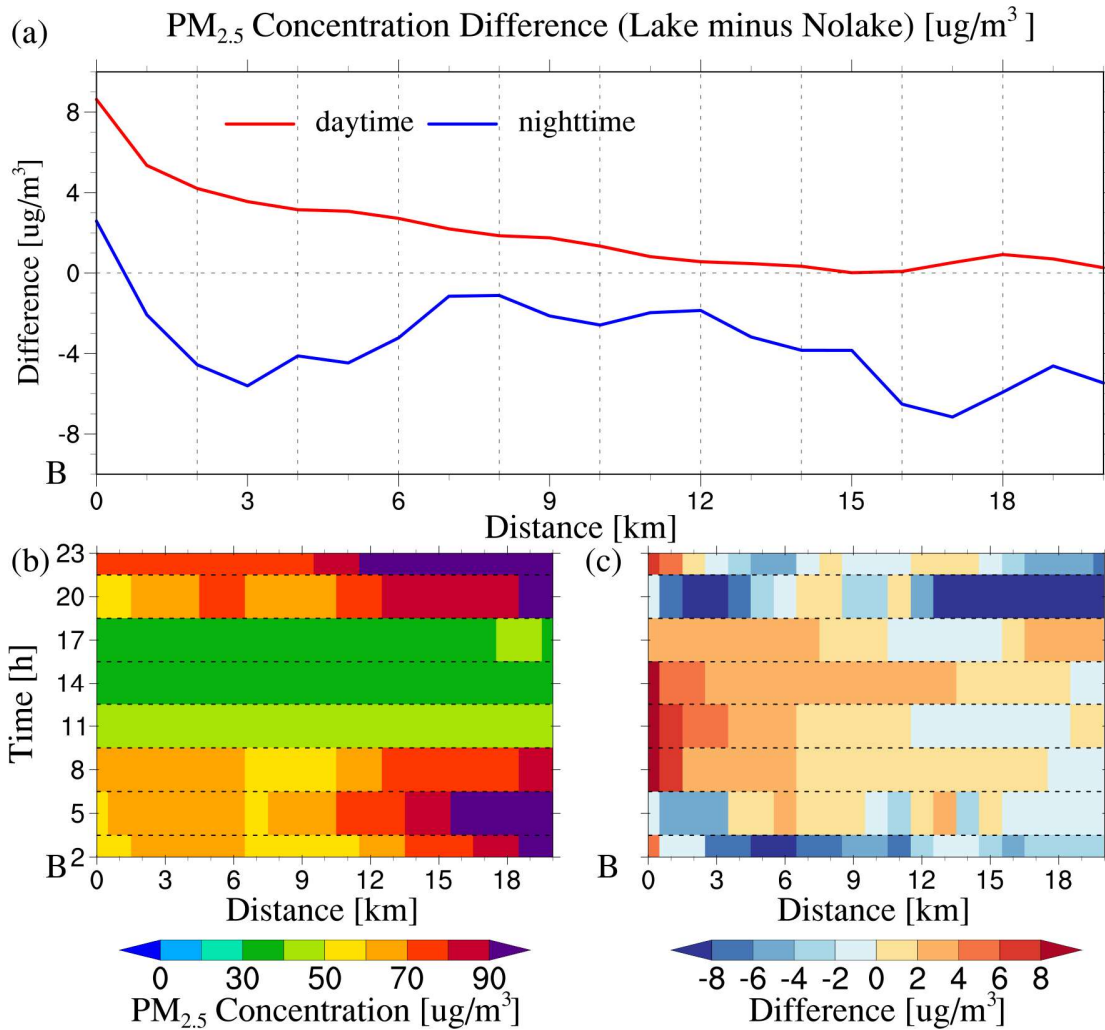 (a) PM2.5 Concentration Difference (Lake minus Nolake) [ug/m³ ]
8
4
0
-4
-8
Difference [ug/m³]
daytime
nighttime
B
0 3 6 9 12 15 18
Distance [km]
(b)
23
20
17
14
11
8
5
2
Time [h]
B
0 3 6 9 12 15 18
Distance [km]
0 30 50 70 90
PM2.5 Concentration [ug/m³]
(c)
B
0 3 6 9 12 15 18
Distance [km]
-8 -6 -4 -2 0 2 4 6 8
Difference [ug/m³]